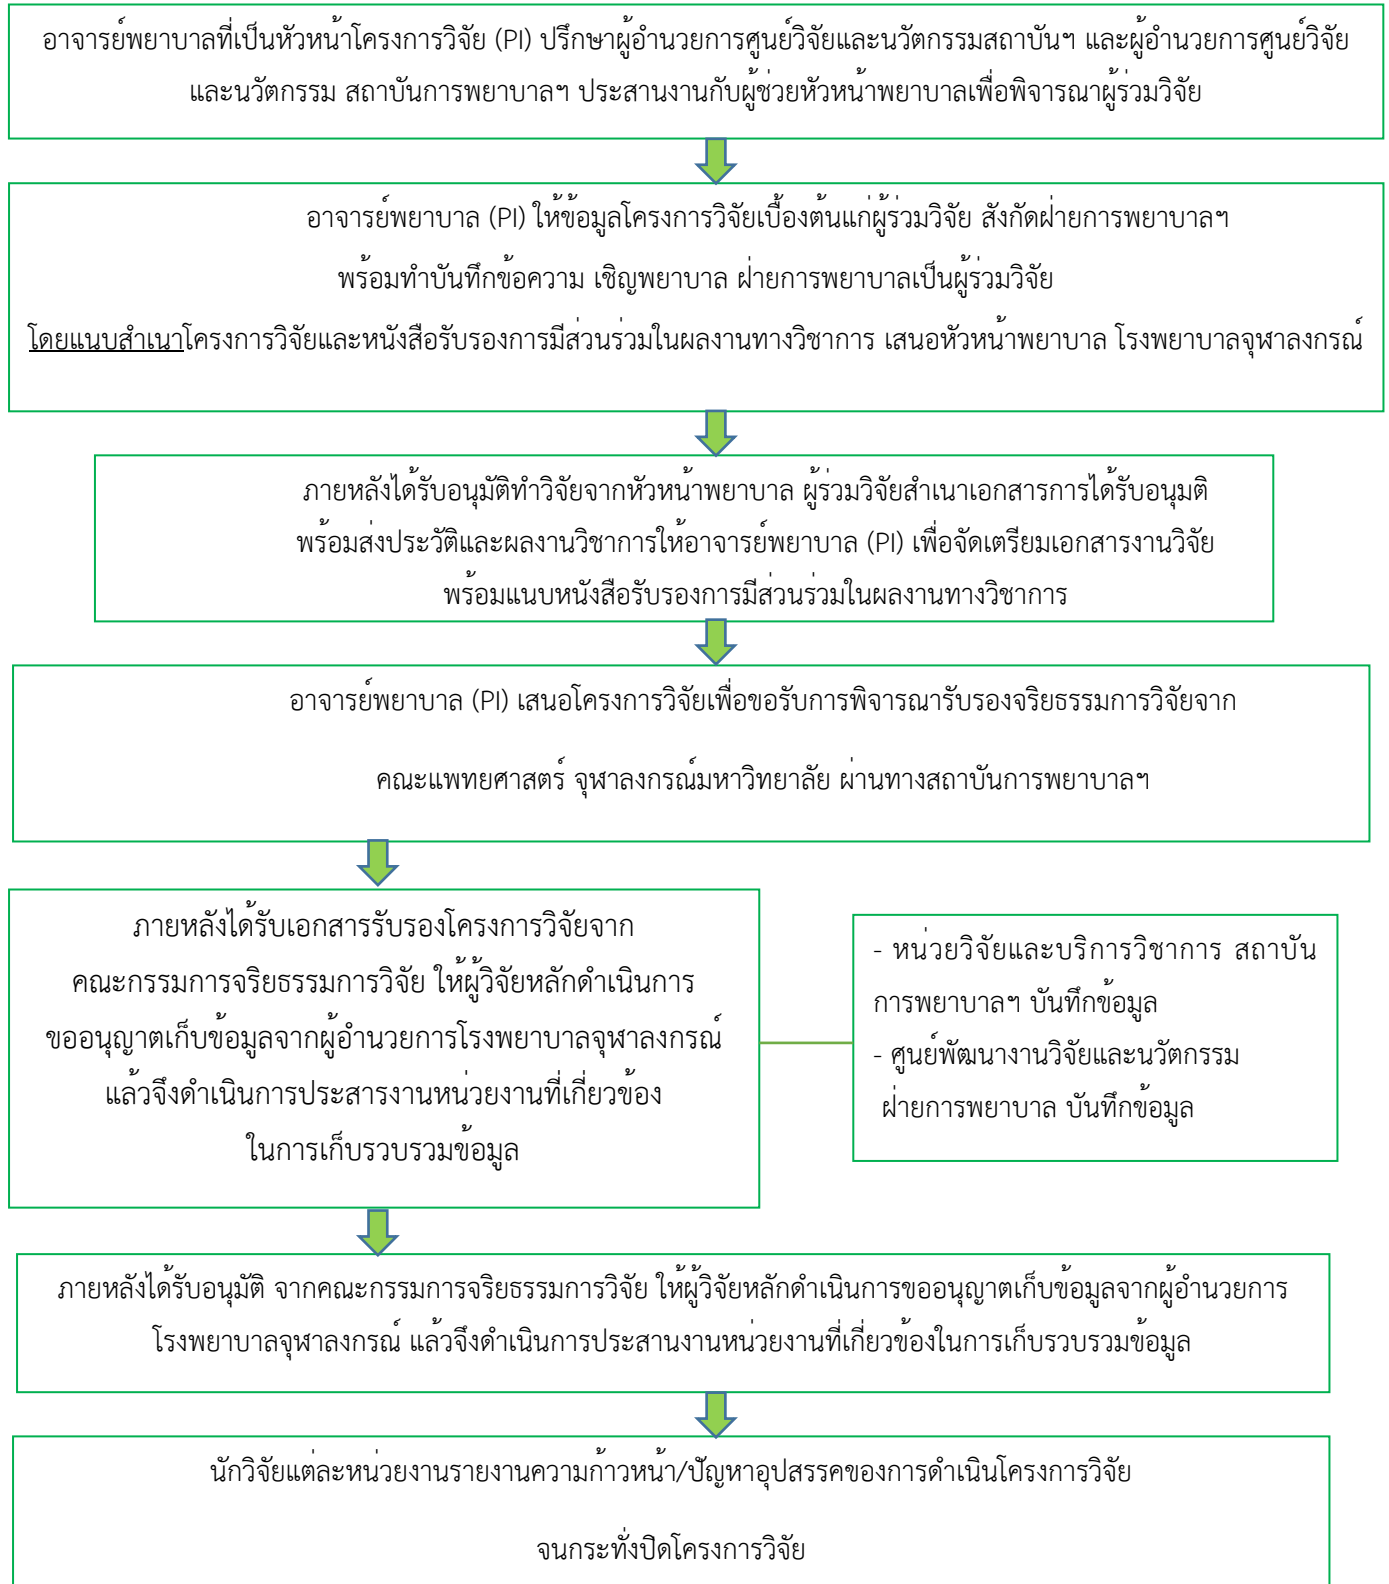 อาจารย์พยาบาลที่เป็นหัวหน้าโครงการวิจัย (PI) ปรึกษาผู้อำนวยการศูนย์วิจัยและนวัตกรรมสถาบันฯ และผู้อำนวยการศูนย์วิจัย
และนวัตกรรม สถาบันการพยาบาลฯ ประสานงานกับผู้ช่วยหัวหน้าพยาบาลเพื่อพิจารณาผู้ร่วมวิจัย
อาจารย์พยาบาล (PI) ให้ข้อมูลโครงการวิจัยเบื้องต้นแก่ผู้ร่วมวิจัย สังกัดฝ่ายการพยาบาลฯ
พร้อมทำบันทึกข้อความ เชิญพยาบาล ฝ่ายการพยาบาลเป็นผู้ร่วมวิจัย
โดยแนบสำเนาโครงการวิจัยและหนังสือรับรองการมีส่วนร่วมในผลงานทางวิชาการ เสนอหัวหน้าพยาบาล โรงพยาบาลจุฬาลงกรณ์
ภายหลังได้รับอนุมัติทำวิจัยจากหัวหน้าพยาบาล ผู้ร่วมวิจัยสำเนาเอกสารการได้รับอนุมติ
พร้อมส่งประวัติและผลงานวิชาการให้อาจารย์พยาบาล (PI) เพื่อจัดเตรียมเอกสารงานวิจัย
พร้อมแนบหนังสือรับรองการมีส่วนร่วมในผลงานทางวิชาการ
อาจารย์พยาบาล (PI) เสนอโครงการวิจัยเพื่อขอรับการพิจารณารับรองจริยธรรมการวิจัยจาก
คณะแพทยศาสตร์ จุฬาลงกรณ์มหาวิทยาลัย ผ่านทางสถาบันการพยาบาลฯ
ภายหลังได้รับเอกสารรับรองโครงการวิจัยจาก
คณะกรรมการจริยธรรมการวิจัย ให้ผู้วิจัยหลักดำเนินการ
ขออนุญาตเก็บข้อมูลจากผู้อำนวยการโรงพยาบาลจุฬาลงกรณ์
แล้วจึงดำเนินการประสารงานหน่วยงานที่เกี่ยวข้อง
ในการเก็บรวบรวมข้อมูล
- หน่วยวิจัยและบริการวิชาการ สถาบัน
การพยาบาลฯ บันทึกข้อมูล
- ศูนย์พัฒนางานวิจัยและนวัตกรรม
ฝ่ายการพยาบาล บันทึกข้อมูล
ภายหลังได้รับอนุมัติ จากคณะกรรมการจริยธรรมการวิจัย ให้ผู้วิจัยหลักดำเนินการขออนุญาตเก็บข้อมูลจากผู้อำนวยการ
โรงพยาบาลจุฬาลงกรณ์ แล้วจึงดำเนินการประสานงานหน่วยงานที่เกี่ยวข้องในการเก็บรวบรวมข้อมูล
นักวิจัยแต่ละหน่วยงานรายงานความก้าวหน้า/ปัญหาอุปสรรคของการดำเนินโครงการวิจัย
จนกระทั่งปิดโครงการวิจัย